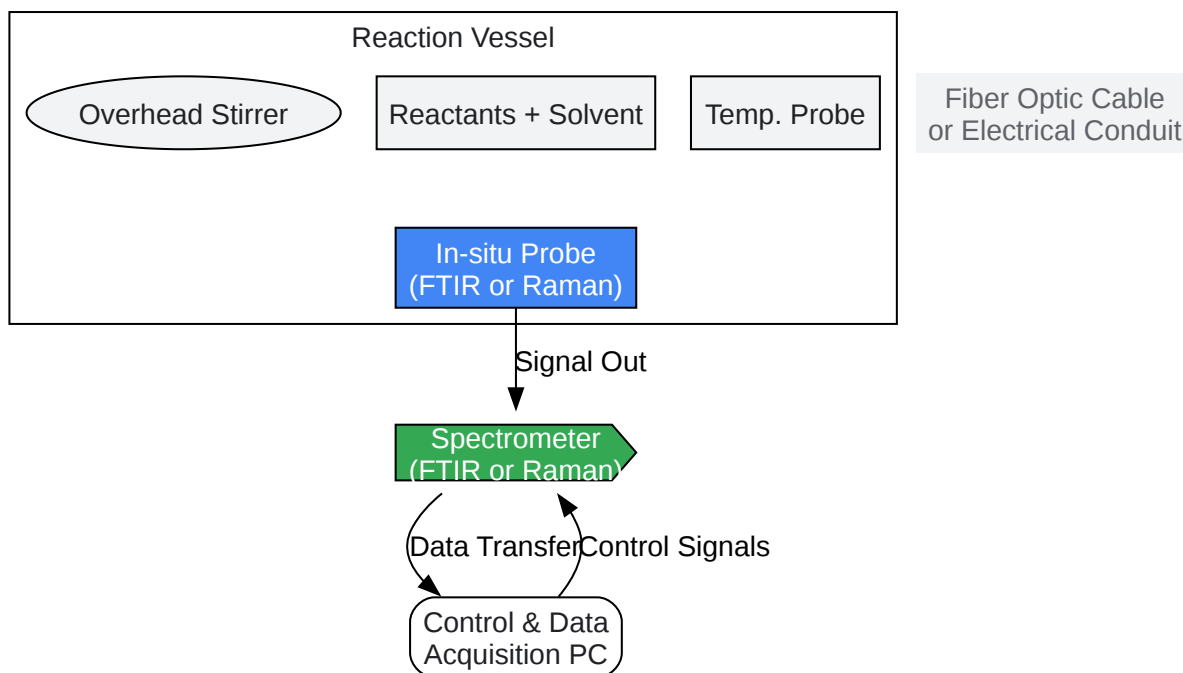 Reaction Vessel
Overhead Stirrer
Reactants + Solvent
Temp. Probe
Fiber Optic Cable
or Electrical Conduit
In-situ Probe
(FTIR or Raman)
Signal Out
Spectrometer
(FTIR or Raman)
Data Transfer
Control Signals
Control & Data
Acquisition PC